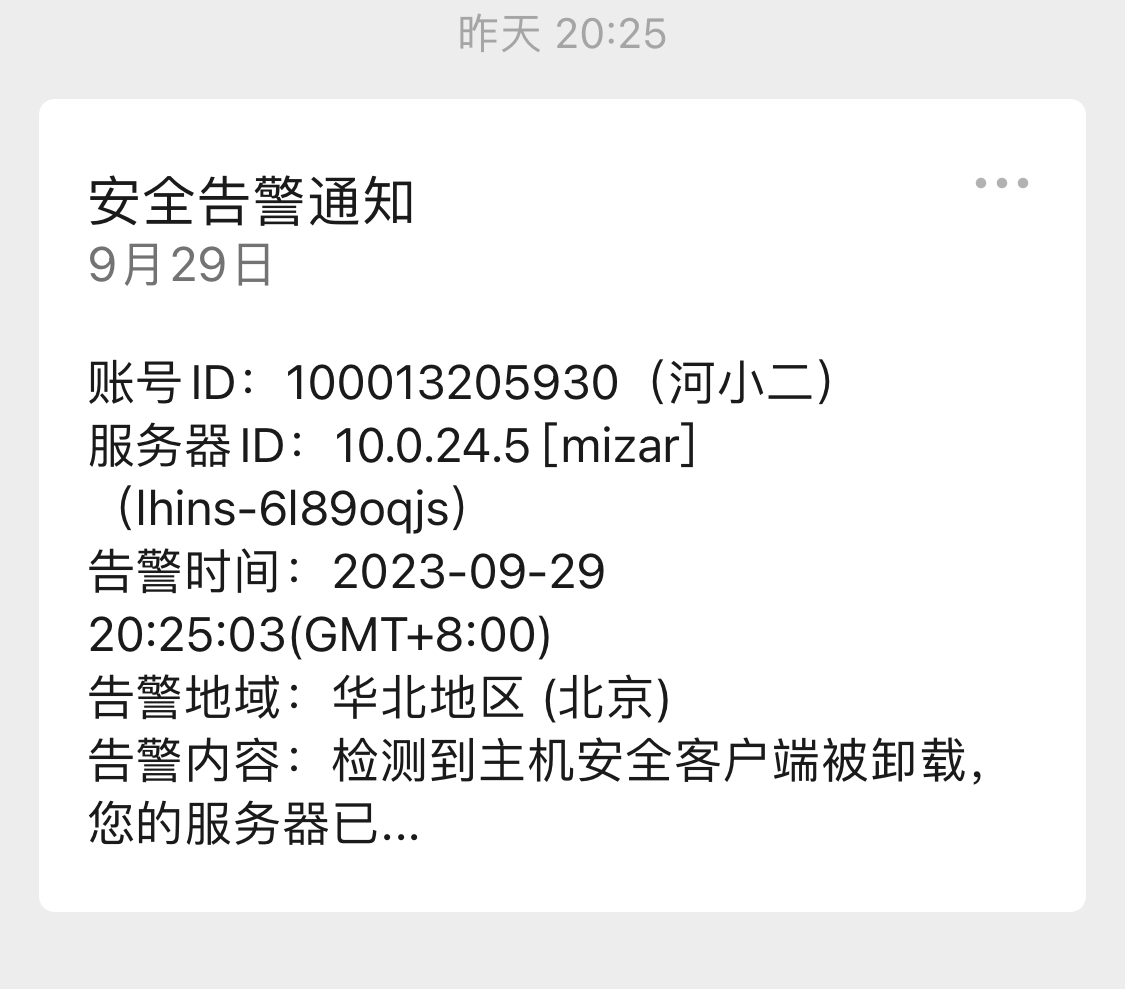 昨天 20:25
安全告警通知
9月29日
账号ID：100013205930（河小二）
服务器ID：10.0.24.5 [mizar]
（lhins-6l89oqjs）
告警时间：2023-09-29
20:25:03(GMT+8:00)
告警地域：华北地区 (北京)
告警内容：检测到主机安全客户端被卸载，
您的服务器已...